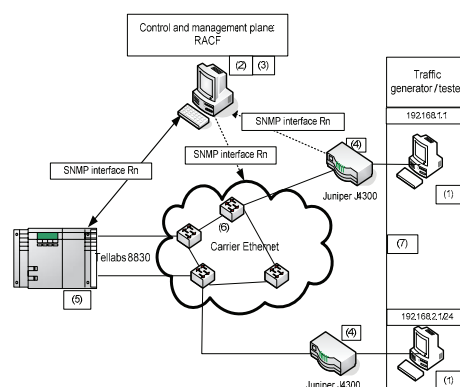 Control and management plane:
RACF
(2) (3)
Traffic
generator / teste
192.168.1.1
SNMP interface Rn
(4)
SNMP interface Rn
SNMP interface Rn
Juniper J4300
(1)
(6)
Carrier Ethernet
Tellabs 8830
(7)
(5)
192,168,2.1/24
(4)
Juniper J4300
(1)